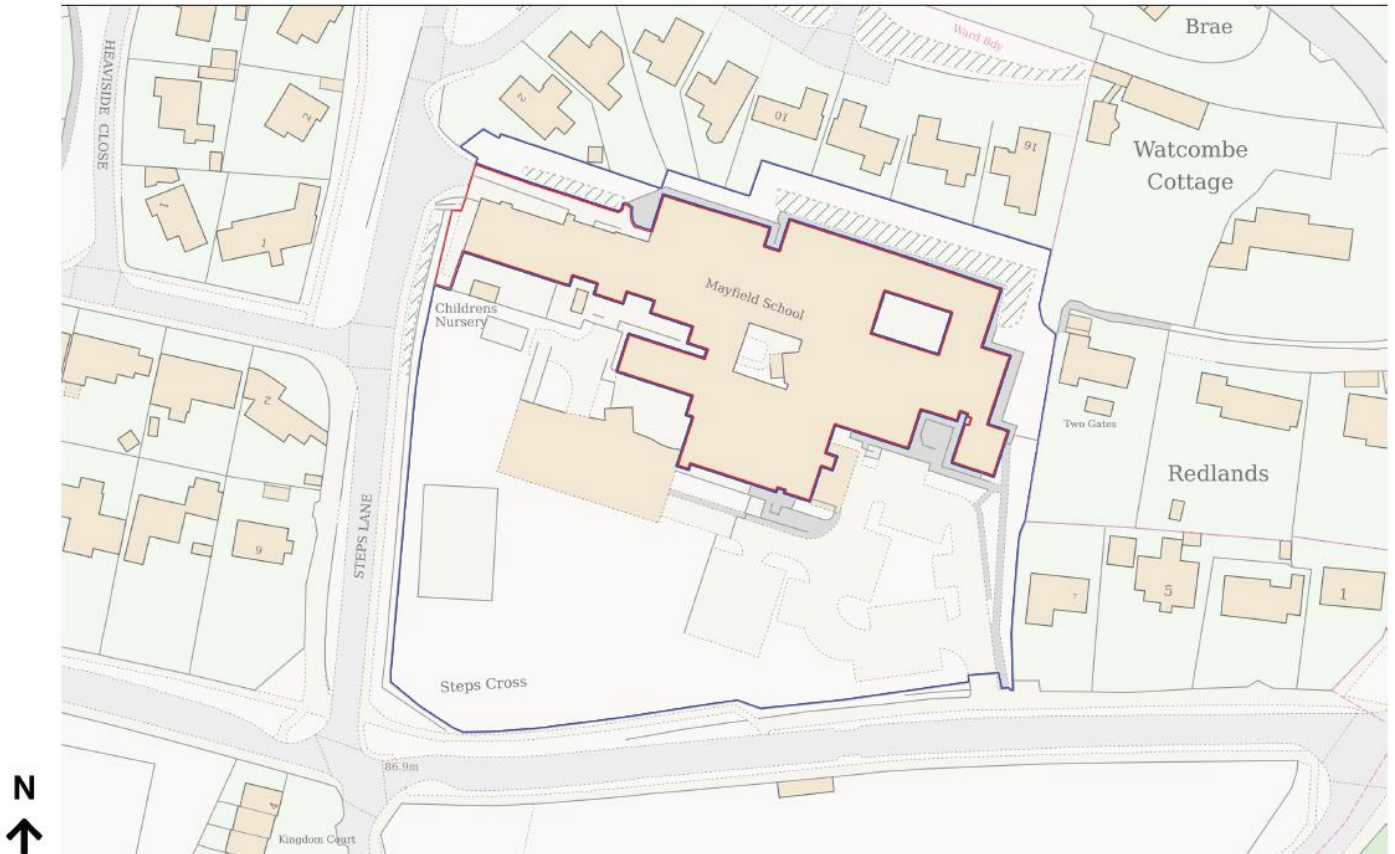 Brae
Ward Bdy
HEAVISIDE CLOSE
2
2
10
16
Watcombe
Cottage
1
1
Mayfield School
Childrens
Nursery
Two Gates
2
Redlands
STEPS LANE
9
7
5
1
Steps Cross
86.9m
N
4
Kingdom Court